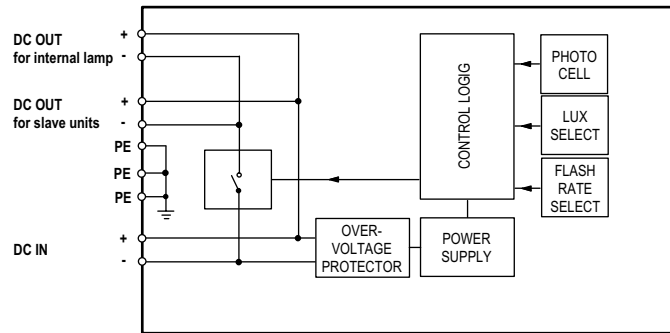 DC OUT
for internal lamp
+
-
DC OUT
for slave units
+
-
PE
PE
PE
DC IN
+
-
CONTROL LOGIG
PHOTO
CELL
LUX
SELECT
FLASH
RATE
SELECT
OVER-
VOLTAGE
PROTECTOR
POWER
SUPPLY